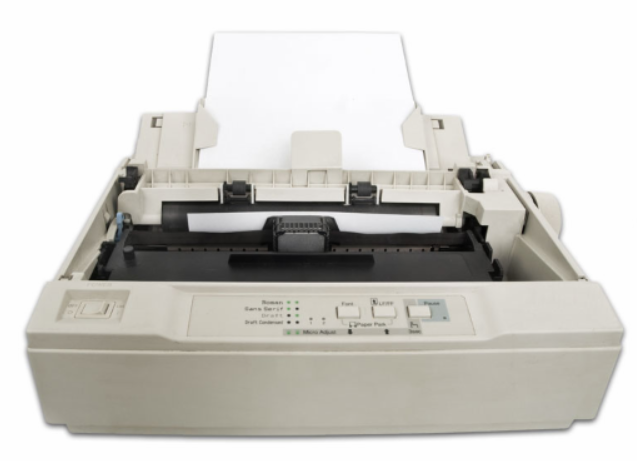 Roman
Sans Serif
Draft
Draft Condensed
Font
LF/FF
Pause
Paper Park
Micro Adjust